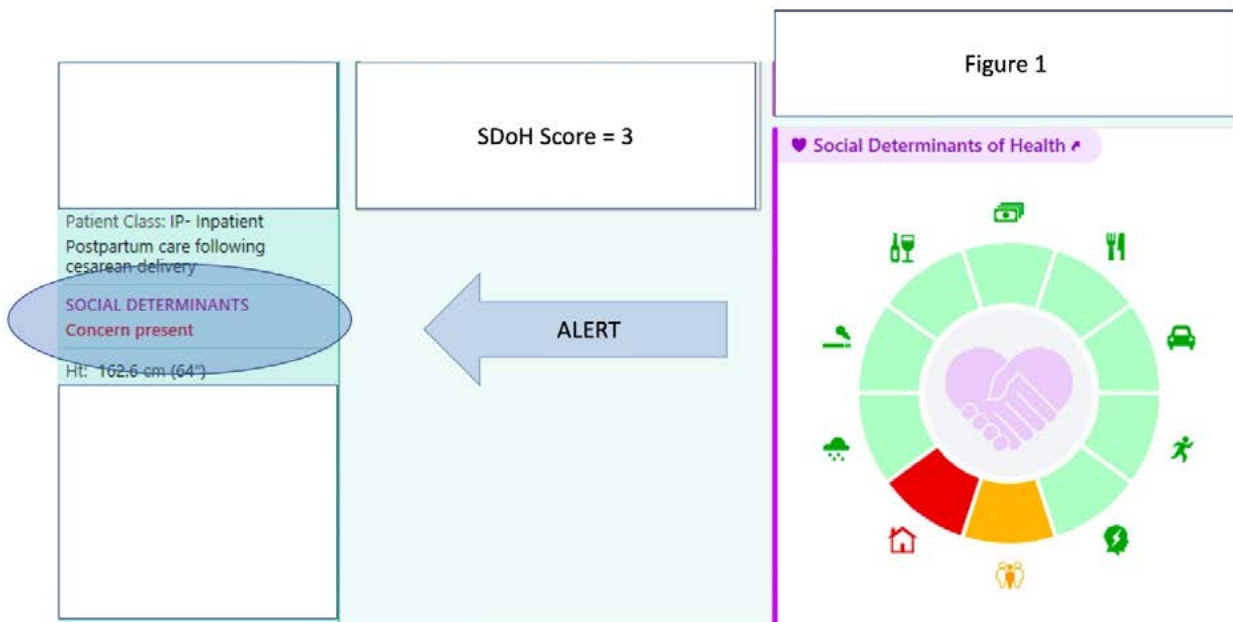 Figure 1
SDoH Score = 3
Social Determinants of Health
Patient Class: IP- Inpatient
Postpartum care following
cesarean delivery
SOCIAL DETERMINANTS
Concern present
ALERT
Ht: 162.6 cm (64")